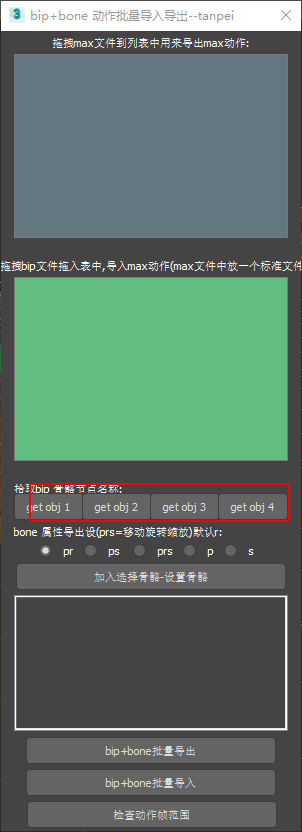 bip+bone 动作批量导入导出--tanpei
拖拽max文件到列表中用来导出max动作:
拖拽bip文件拖入表中,导入max动作(max文件中放一个标准文件
拾取bip 骨骼节点名称:
get obj 1 get obj 2 get obj 3 get obj 4
bone 属性导出设(prs=移动旋转缩放)默认r:
pr ps prs p s
加入选择骨骼-设置骨骼
bip+bone批量导出
bip+bone批量导入
检查动作帧范围